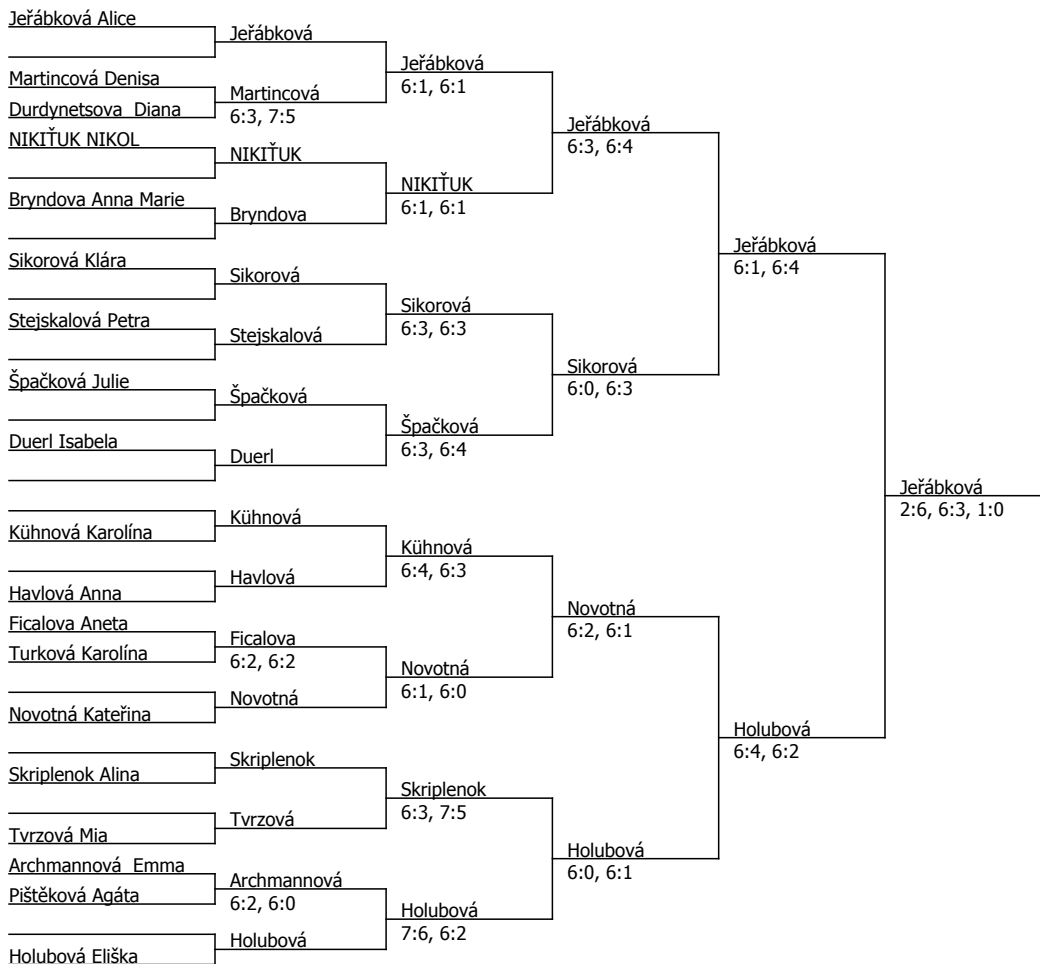 Jeřábková Alice
Martincová Denisa
Durdynetsova  Diana
NIKIŤUK NIKOL
Bryndova Anna Marie
Sikorová Klára
Stejskalová Petra
Špačková Julie
Duerl Isabela
Kühnová Karolína
Havlová Anna
Ficalova Aneta
Turková Karolína
Novotná Kateřina
Skriplenok Alina
Tvrzová Mia
Archmannová  Emma
Pištěková Agáta
Holubová Eliška
Jeřábková
Martincová
6:3, 7:5
NIKIŤUK
Bryndova
Sikorová
Stejskalová
Špačková
Duerl
Kühnová
Havlová
Ficalova
6:2, 6:2
Novotná
Skriplenok
Tvrzová
Archmannová
6:2, 6:0
Holubová
Jeřábková
6:1, 6:1
NIKIŤUK
6:1, 6:1
Sikorová
6:3, 6:3
Špačková
6:3, 6:4
Kühnová
6:4, 6:3
Novotná
6:1, 6:0
Skriplenok
6:3, 7:5
Holubová
7:6, 6:2
Jeřábková
6:3, 6:4
Sikorová
6:0, 6:3
Novotná
6:2, 6:1
Holubová
6:0, 6:1
Jeřábková
6:1, 6:4
Holubová
6:4, 6:2
Jeřábková
2:6, 6:3, 1:0